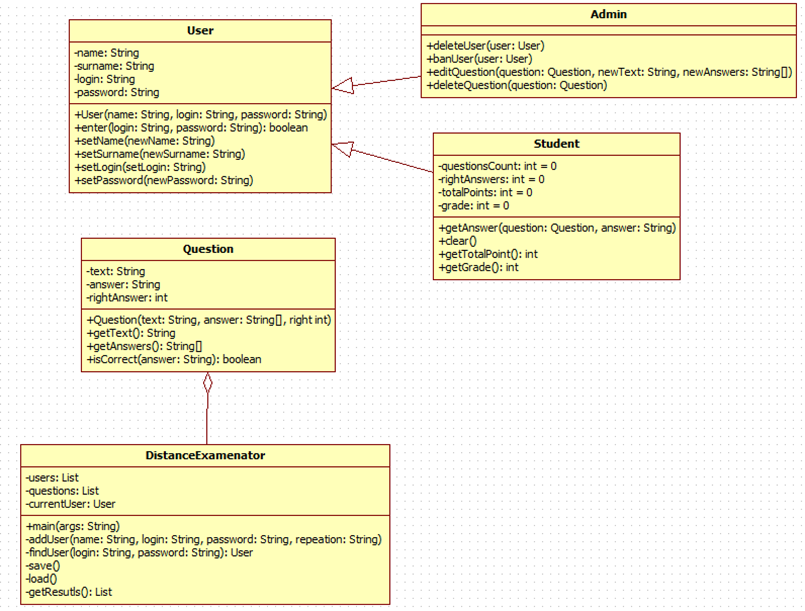 User
-name: String
-surname: String
-login: String
-password: String
+User(name: String, login: String, password: String)
+enter(login: String, password: String): boolean
+setName(newName: String)
+setSurname(newSurname: String)
+setLogin(setLogin: String)
+setPassword(newPassword: String)
Admin
+deleteUser(user: User)
+banUser(user: User)
+editQuestion(question: Question, newText: String, newAnswers: String[])
+deleteQuestion(question: Question)
Student
-questionsCount: int = 0
-rightAnswers: int = 0
-totalPoints: int = 0
-grade: int = 0
+getAnswer(question: Question, answer: String)
+clear()
+getTotalPoint(): int
+getGrade(): int
Question
-text: String
-answer: String
-rightAnswer: int
+Question(text: String, answer: String[], right int)
+getText(): String
+getAnswers(): String[]
+isCorrect(answer: String): boolean
DistanceExamenator
-users: List
-questions: List
-currentUser: User
+main(args: String)
-addUser(name: String, login: String, password: String, repeation: String)
-findUser(login: String, password: String): User
-save()
-load()
-getResutls(): List